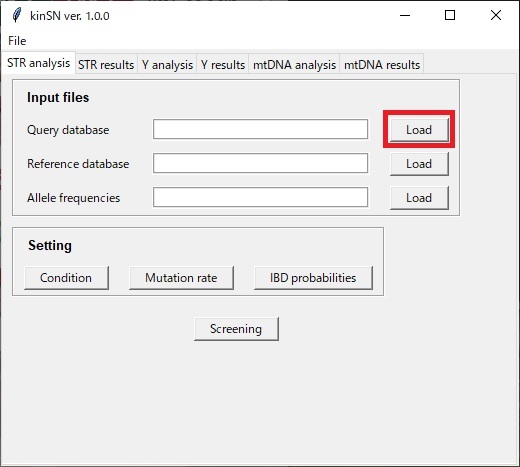 kinSN ver. 1.0.0
File
STR analysis STR results Y analysis Y results mtDNA analysis mtDNA results
Input files
Query database Load
Reference database Load
Allele frequencies Load
Setting
Condition Mutation rate IBD probabilities
Screening